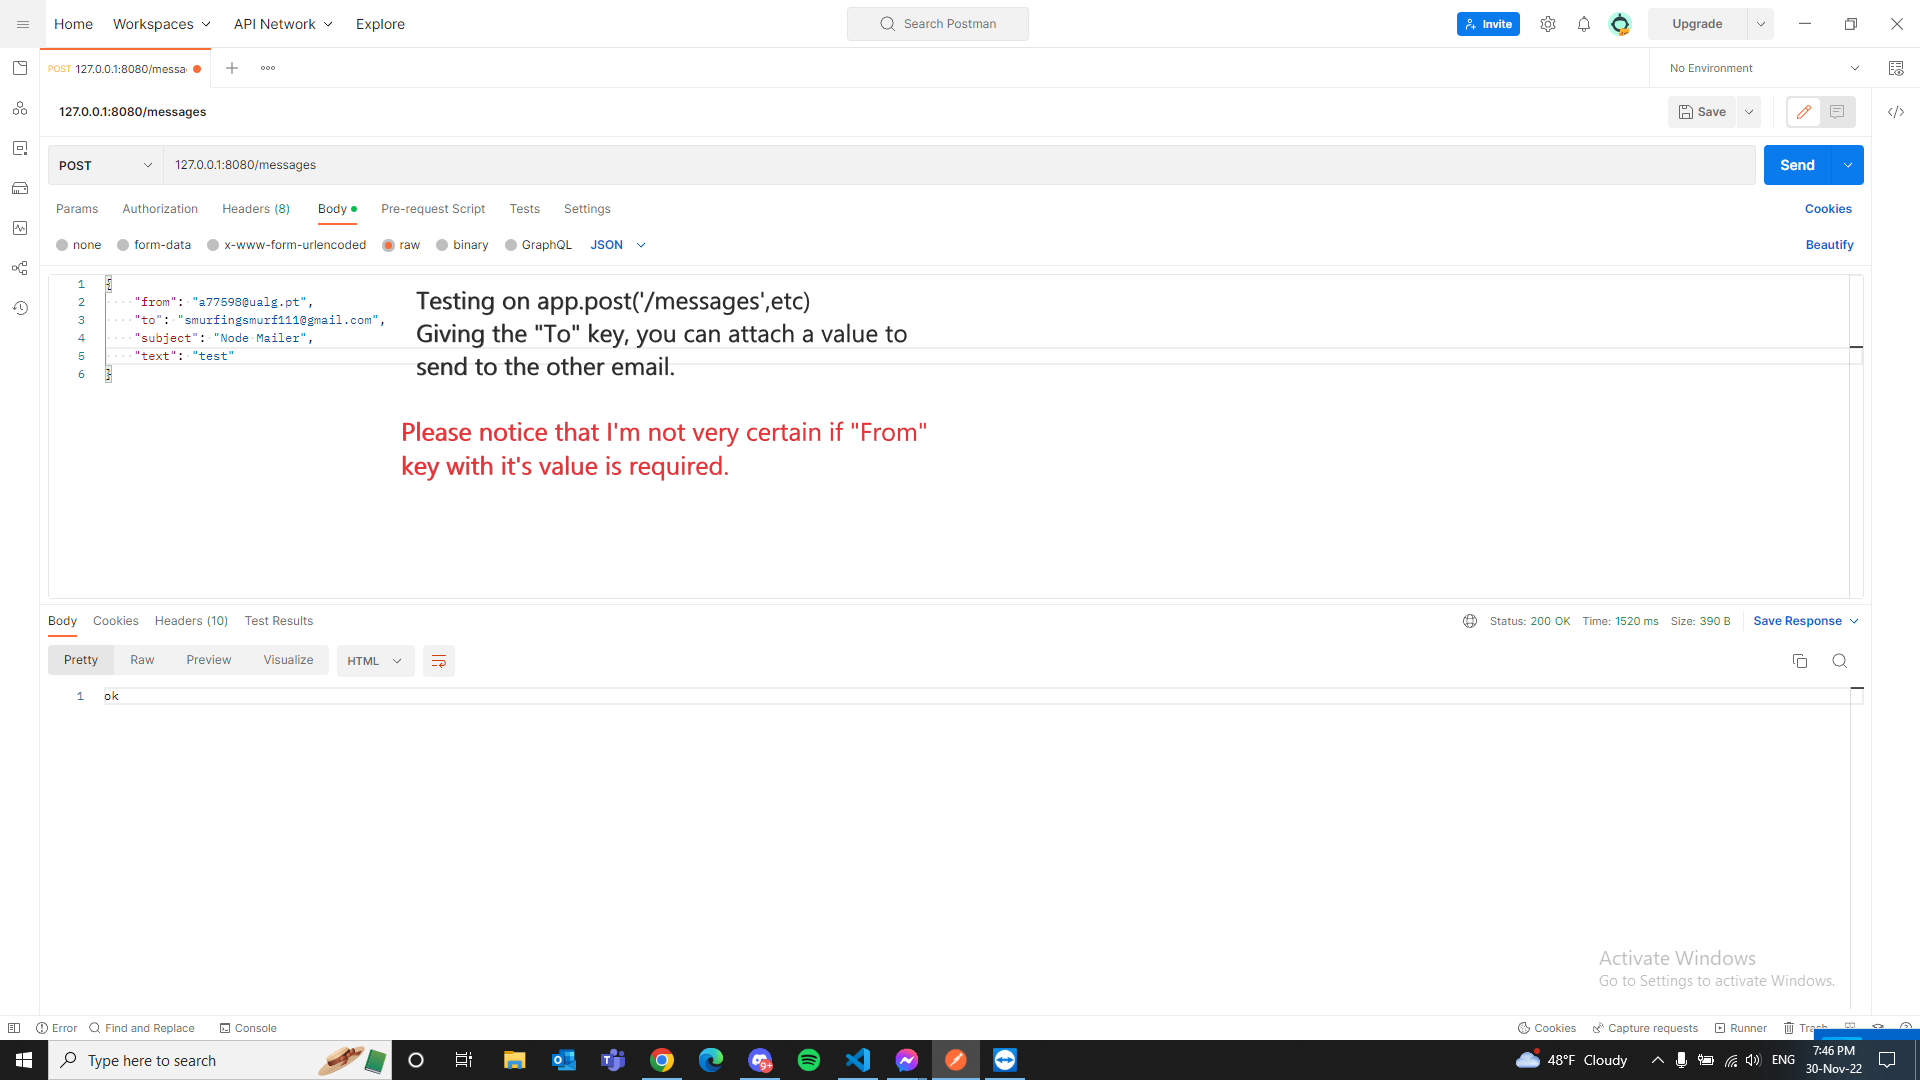 Home Workspaces API Network Explore
Search Postman
Invite
Upgrade
POST 127.0.0.1:8080/messa
No Environment
127.0.0.1:8080/messages
Save
POST 127.0.0.1:8080/messages
Send
Params Authorization Headers (8) Body Pre-request Script Tests Settings
Cookies
none form-data x-www-form-urlencoded raw binary GraphQL JSON
Beautify
1 {
2 ····"from":·"a77598@ualg.pt",
3 ····"to":·"smurfingsmurf111@gmail.com",
4 ····"subject":·"Node·Mailer",
5 ····"text":·"test"
6 }
Testing on app.post('/messages',etc)
Giving the "To" key, you can attach a value to
send to the other email.
Please notice that I'm not very certain if "From"
key with it's value is required.
Body Cookies Headers (10) Test Results
Status: 200 OK Time: 1520 ms Size: 390 B Save Response
Pretty Raw Preview Visualize HTML
1 ok
Activate Windows
Go to Settings to activate Windows.
Error Find and Replace Console
Cookies Capture requests Runner Trash
Type here to search
9+
48°F Cloudy
ENG
7:46 PM
30-Nov-22